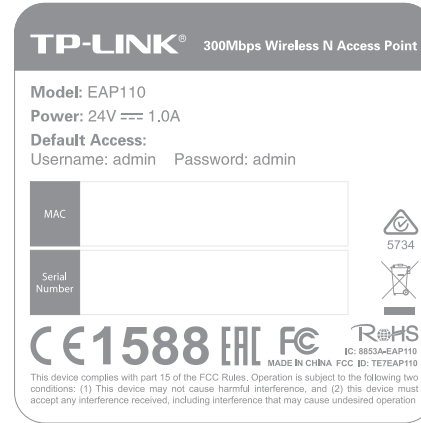 TP-LINK® 300Mbps Wireless N Access Point
Model: EAP110
Power: 24V ⎓ 1.0A
Default Access:
Username: admin Password: admin
MAC
5734
Serial
Number
CE1588 EAC FC RoHS
IC: 8853A-EAP110
MADE IN CHINA FCC ID: TE7EAP110
This device complies with part 15 of the FCC Rules. Operation is subject to the following two
conditions: (1) This device may not cause harmful interference, and (2) this device must
accept any interference received, including interference that may cause undesired operation